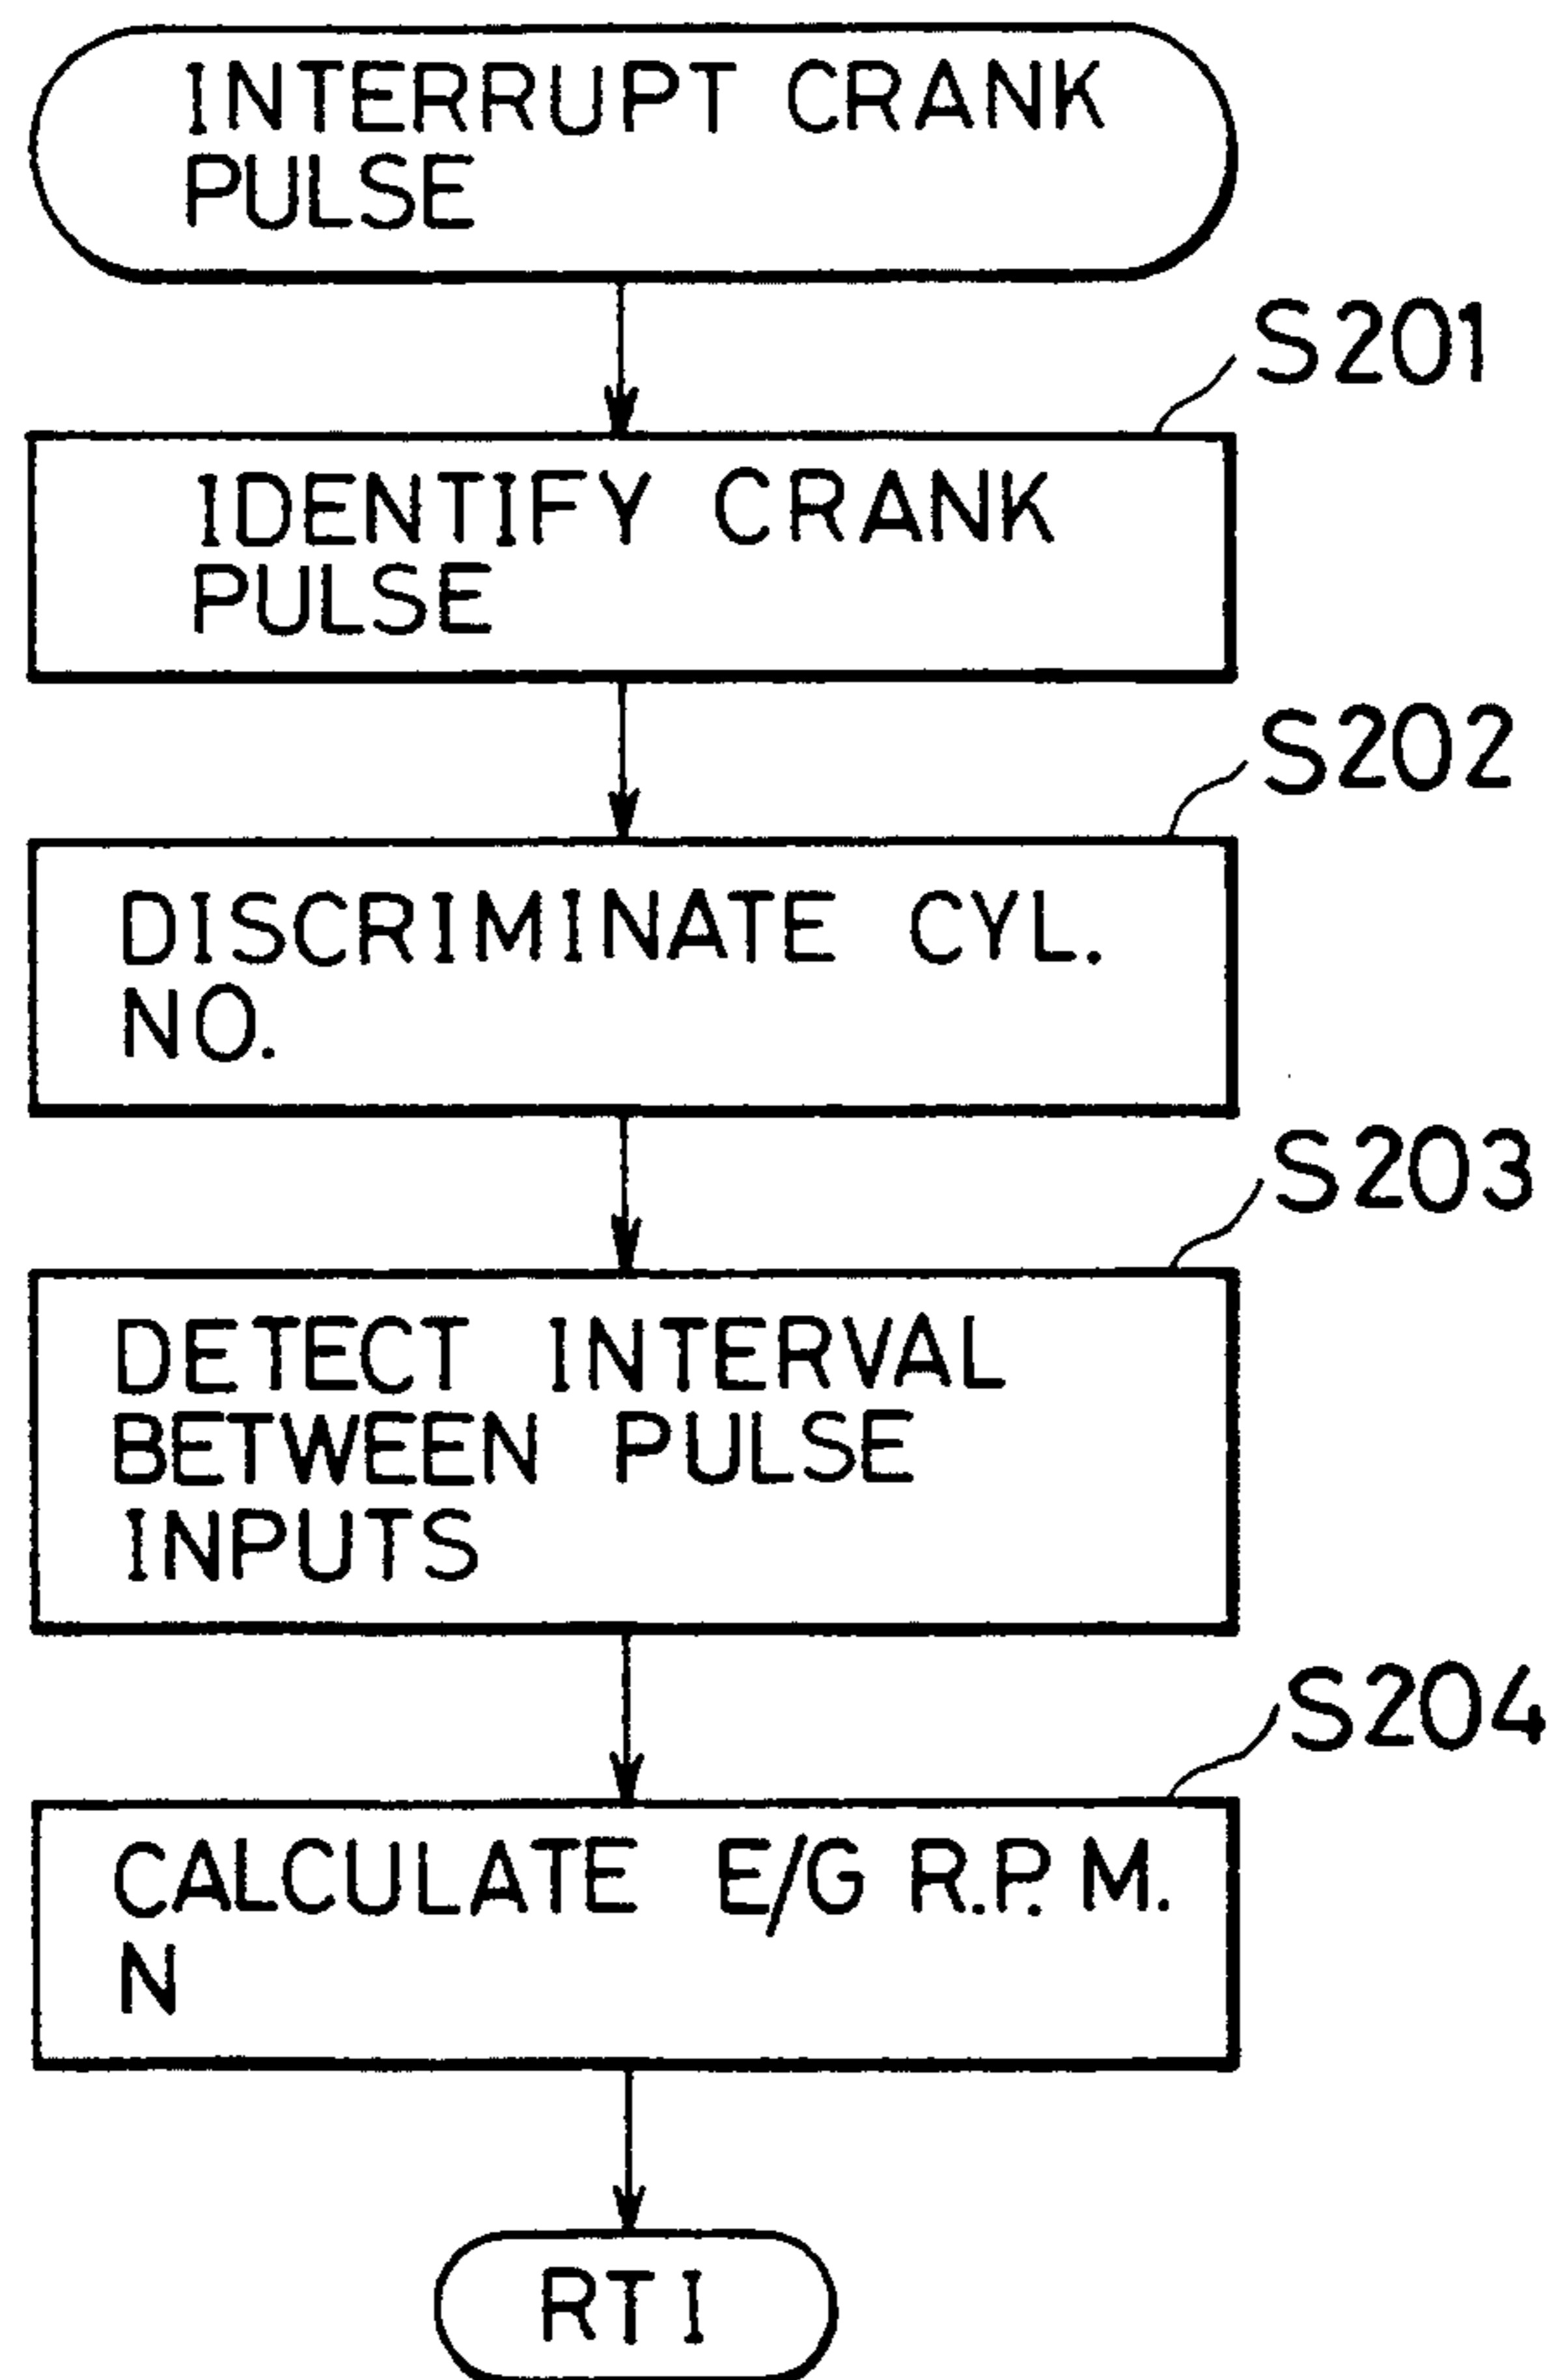 INTERRUPT CRANK
PULSE
S201
IDENTIFY CRANK
PULSE
S202
DISCRIMINATE CYL.
NO.
S203
DETECT INTERVAL
BETWEEN PULSE
INPUTS
S204
CALCULATE E/G R.P.M.
N
RTI